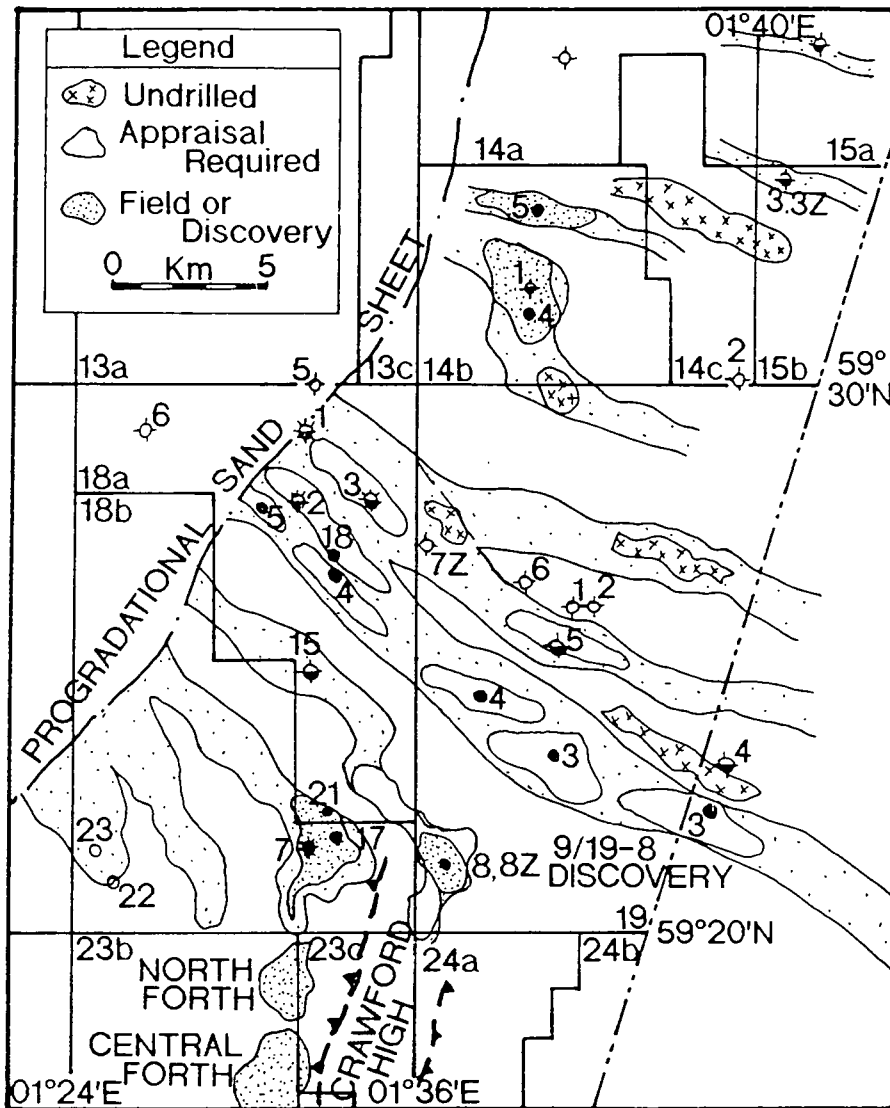 01°40'E
Legend
Undrilled
Appraisal
Required
Field or
Discovery
0 Km 5
14a
15a
3.3Z
5
1
4
SHEET
2
5
13a
13c
14b
14c
15b
59°
30'N
6
1
SAND
18a
18b
3
2
5
18
4
7Z
6
1
2
5
PROGRADATIONAL
15
4
3
4
3
21
7
17
23
22
8,8Z
9/19-8
DISCOVERY
19
59°20'N
23b
23c
24a
24b
NORTH
FORTH
CENTRAL
FORTH
CRAWFORD
HIGH
01°24'E
01°36'E